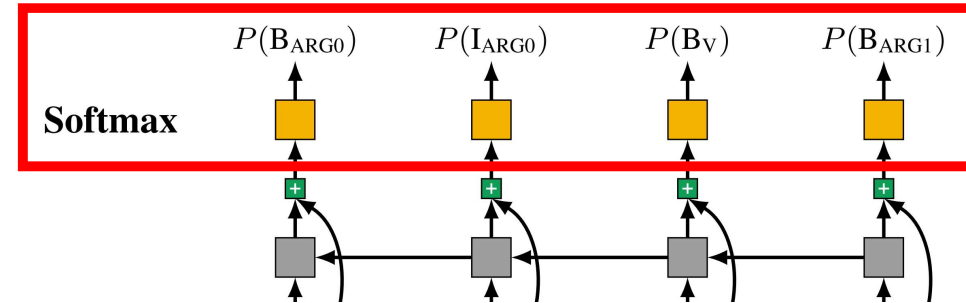 P(B_ARG0) P(I_ARG0) P(B_V) P(B_ARG1)
Softmax
+ + + +